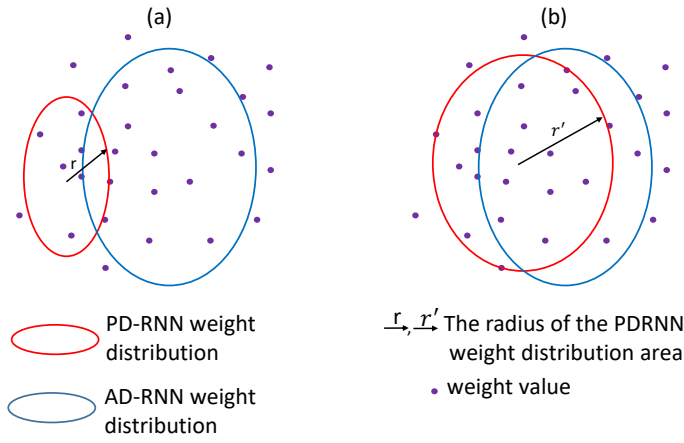 (a)
(b)
r
r′
PD-RNN weight
distribution
AD-RNN weight
distribution
r, r′ The radius of the PDRNN
weight distribution area
weight value